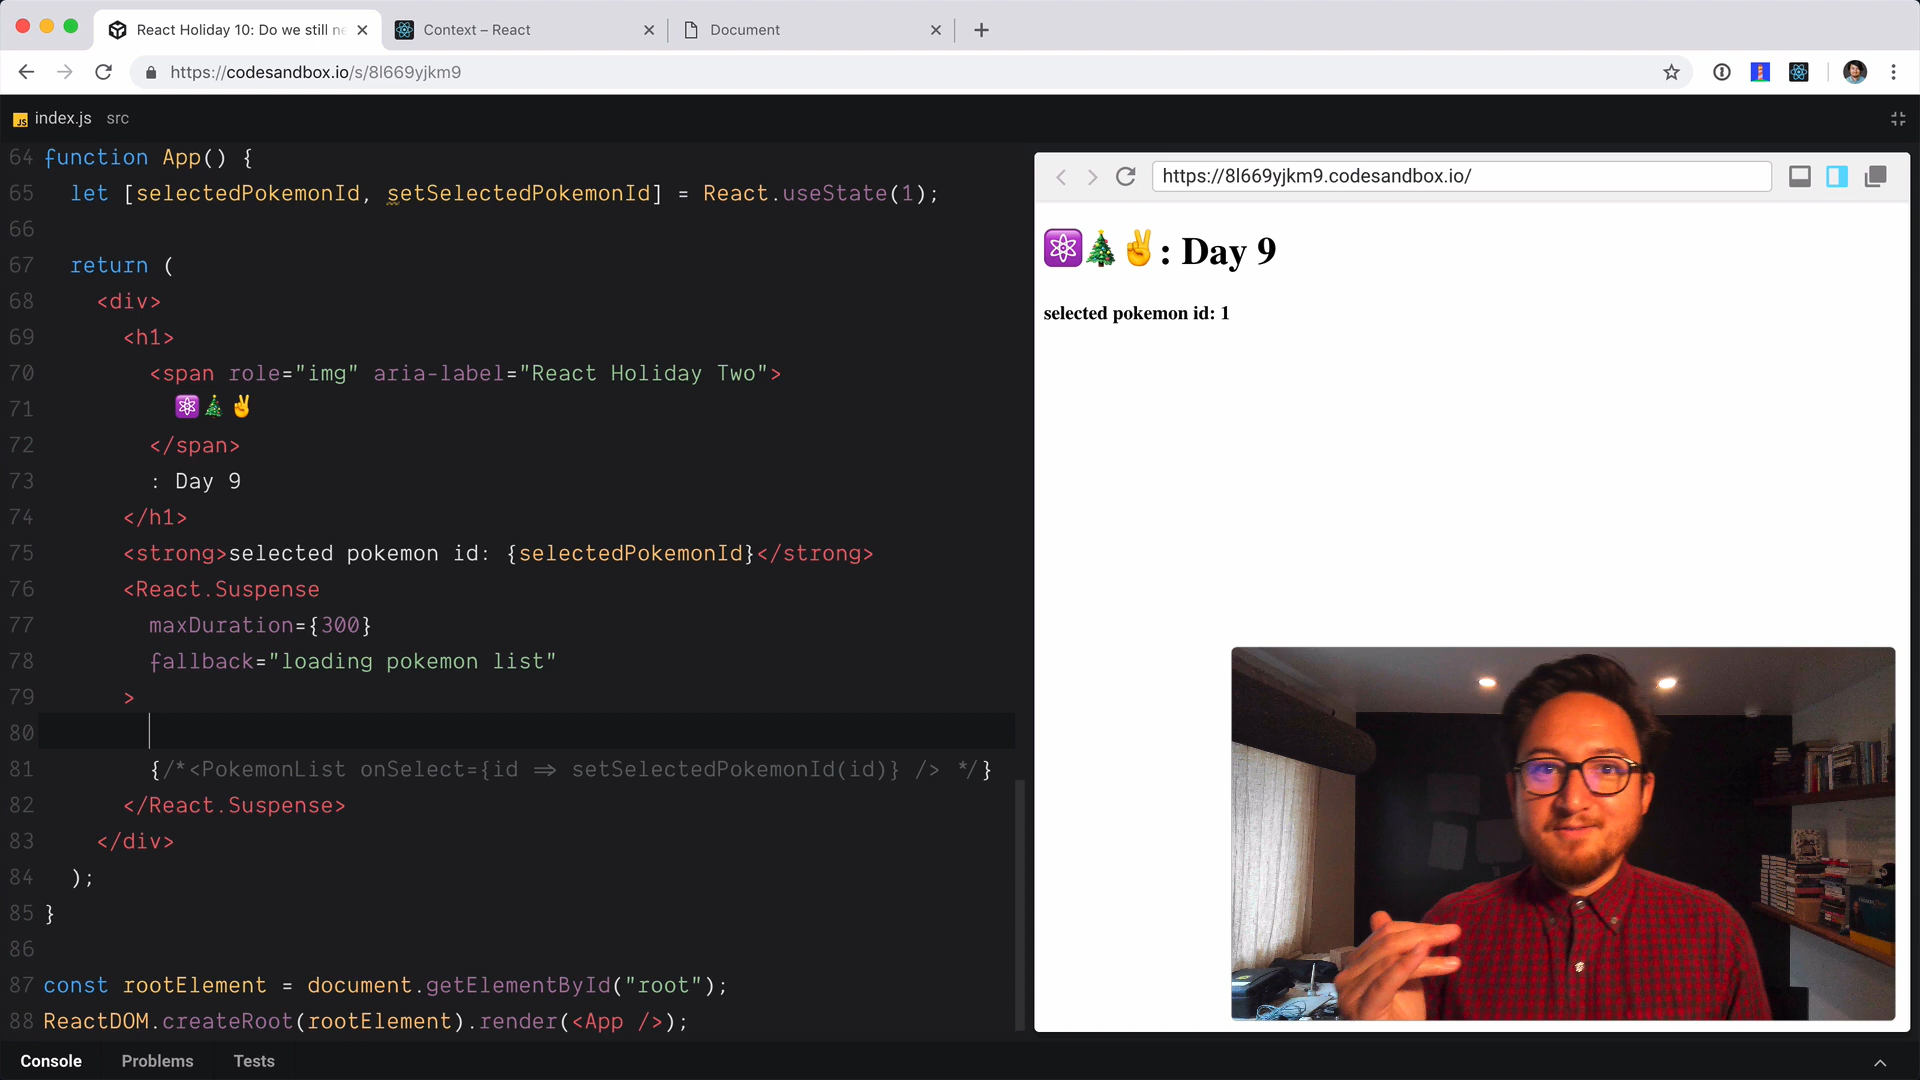 React Holiday 10: Do we still ne
Context – React
Document
https://codesandbox.io/s/8l669yjkm9
JS index.js src
64 function App() {
65 let [selectedPokemonId, setSelectedPokemonId] = React.useState(1);
66
67 return (
68 <div>
69 <h1>
70 <span role="img" aria-label="React Holiday Two">
71 ⚛️🎄✌️
72 </span>
73 : Day 9
74 </h1>
75 <strong>selected pokemon id: {selectedPokemonId}</strong>
76 <React.Suspense
77 maxDuration={300}
78 fallback="loading pokemon list"
79 >
80
81 {/*<PokemonList onSelect={id => setSelectedPokemonId(id)} /> */}
82 </React.Suspense>
83 </div>
84 );
85 }
86
87 const rootElement = document.getElementById("root");
88 ReactDOM.createRoot(rootElement).render(<App />);
Console Problems Tests
https://8l669yjkm9.codesandbox.io/
⚛️🎄✌️: Day 9
selected pokemon id: 1